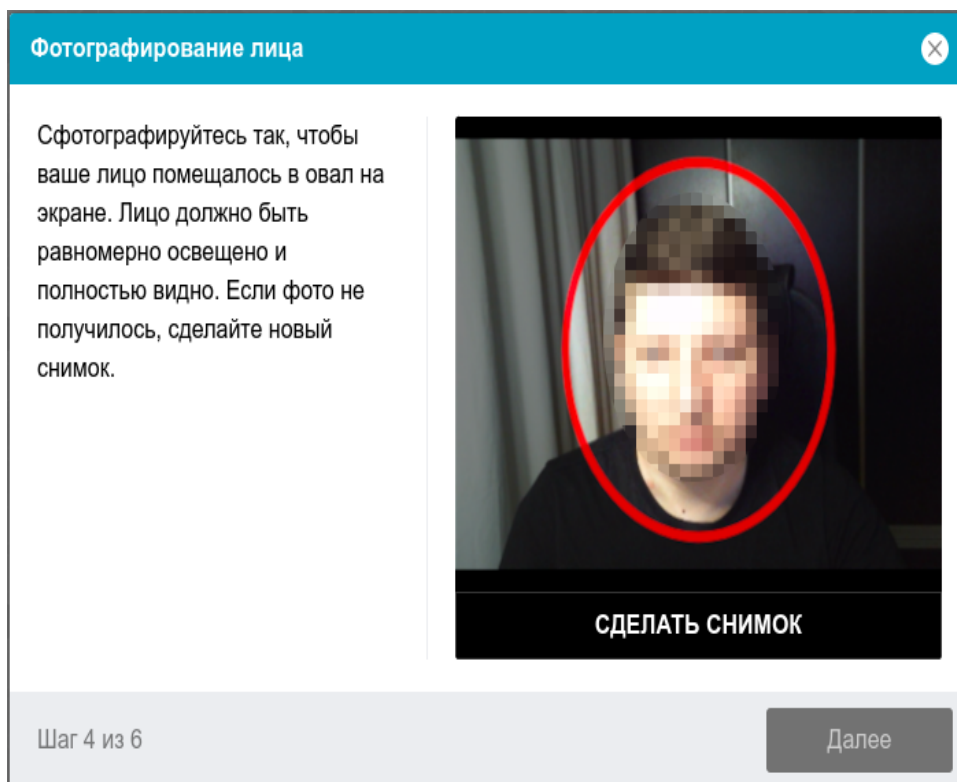 Фотографирование лица
Сфотографируйтесь так, чтобы
ваше лицо помещалось в овал на
экране. Лицо должно быть
равномерно освещено и
полностью видно. Если фото не
получилось, сделайте новый
снимок.
СДЕЛАТЬ СНИМОК
Шаг 4 из 6
Далее